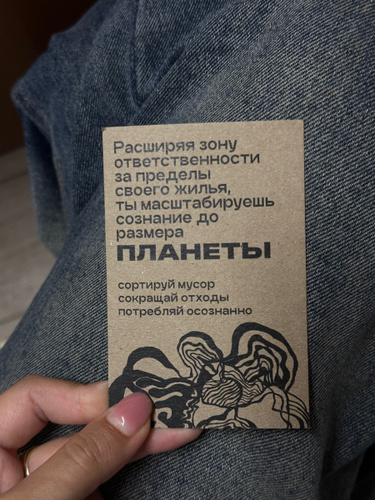 Расширяя зону
ответственности
за пределы
своего жилья,
ты масштабируешь
сознание до
размера
ПЛАНЕТЫ
сортируй мусор
сокращай отходы
потребляй осознанно